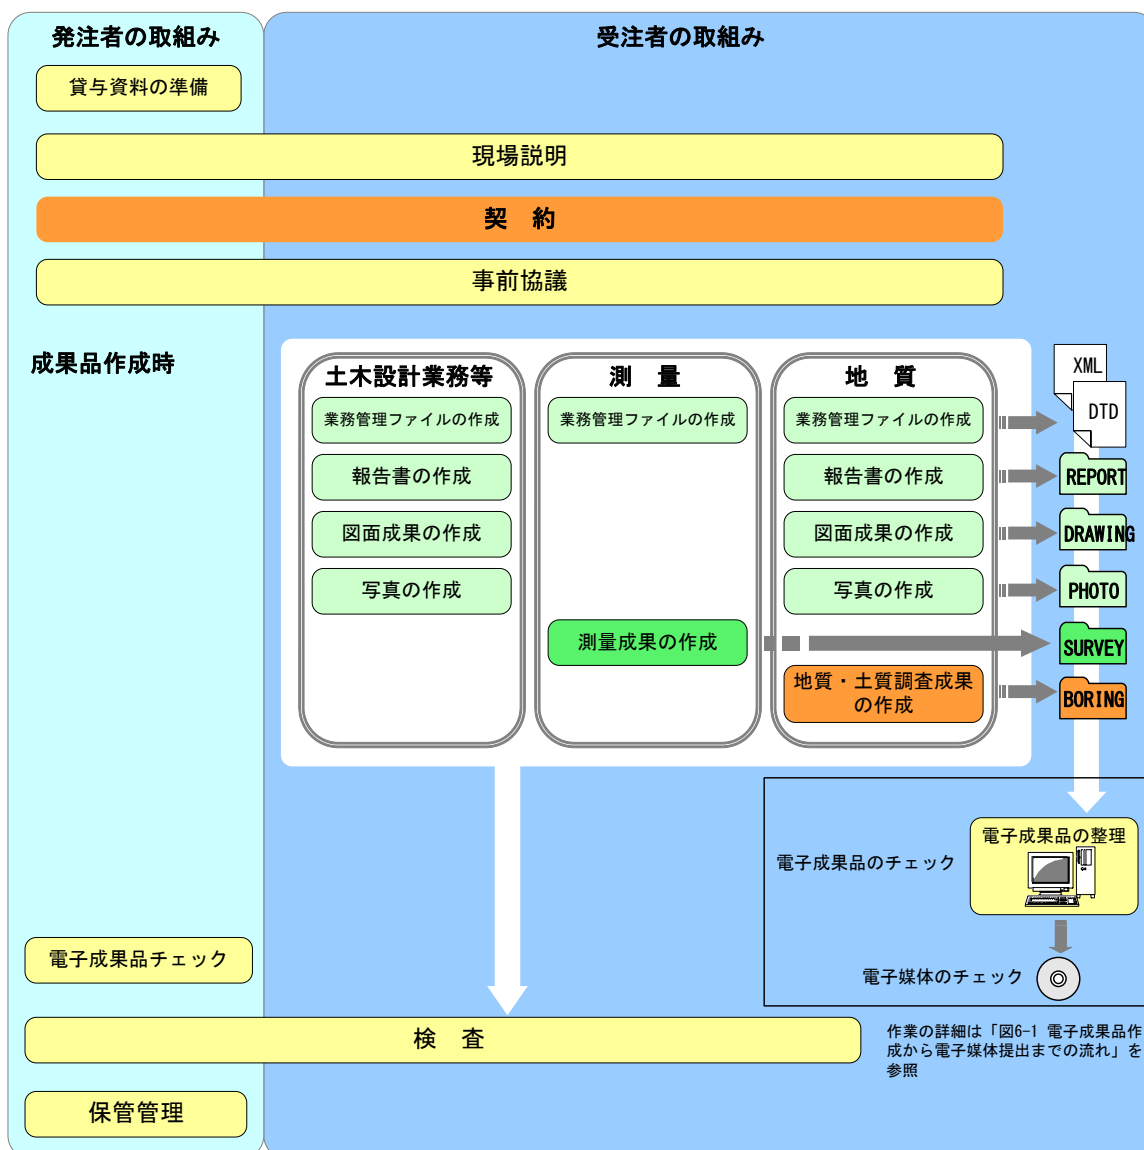 発注者の取組み
受注者の取組み
貸与資料の準備
現場説明
契　約
事前協議
成果品作成時
土木設計業務等
業務管理ファイルの作成
報告書の作成
図面成果の作成
写真の作成
測　量
業務管理ファイルの作成
測量成果の作成
地　質
業務管理ファイルの作成
報告書の作成
図面成果の作成
写真の作成
地質・土質調査成果
の作成
XML
DTD
REPORT
DRAWING
PHOTO
SURVEY
BORING
電子成果品の整理
電子成果品のチェック
電子媒体のチェック
電子成果品チェック
検　査
作業の詳細は「図6-1 電子成果品作
成から電子媒体提出までの流れ」を
参照
保管管理